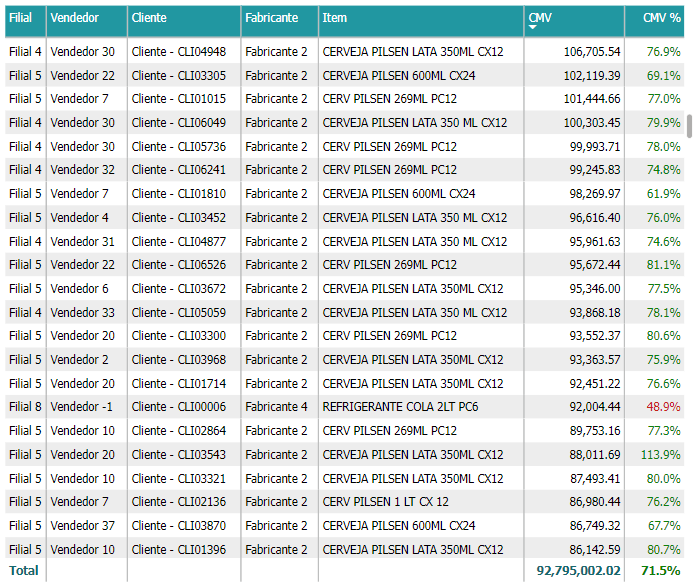 Filial Vendedor Cliente Fabricante Item CMV CMV %
Filial 4 Vendedor 30 Cliente - CLI04948 Fabricante 2 CERVEJA PILSEN LATA 350ML CX12 106,705.54 76.9%
Filial 5 Vendedor 22 Cliente - CLI03305 Fabricante 2 CERVEJA PILSEN 600ML CX24 102,119.39 69.1%
Filial 5 Vendedor 7 Cliente - CLI01015 Fabricante 2 CERV PILSEN 269ML PC12 101,444.66 77.0%
Filial 4 Vendedor 30 Cliente - CLI06049 Fabricante 2 CERVEJA PILSEN LATA 350 ML CX12 100,303.45 79.9%
Filial 4 Vendedor 30 Cliente - CLI05736 Fabricante 2 CERV PILSEN 269ML PC12 99,993.71 78.0%
Filial 4 Vendedor 32 Cliente - CLI06241 Fabricante 2 CERV PILSEN 269ML PC12 99,245.83 74.8%
Filial 5 Vendedor 7 Cliente - CLI01810 Fabricante 2 CERVEJA PILSEN 600ML CX24 98,269.97 61.9%
Filial 5 Vendedor 4 Cliente - CLI03452 Fabricante 2 CERVEJA PILSEN LATA 350 ML CX12 96,616.40 76.0%
Filial 4 Vendedor 31 Cliente - CLI04877 Fabricante 2 CERVEJA PILSEN LATA 350 ML CX12 95,961.63 74.6%
Filial 5 Vendedor 22 Cliente - CLI06526 Fabricante 2 CERV PILSEN 269ML PC12 95,672.44 81.1%
Filial 5 Vendedor 6 Cliente - CLI03672 Fabricante 2 CERVEJA PILSEN LATA 350ML CX12 95,346.00 77.5%
Filial 4 Vendedor 33 Cliente - CLI05059 Fabricante 2 CERVEJA PILSEN LATA 350 ML CX12 93,868.18 78.1%
Filial 5 Vendedor 20 Cliente - CLI03300 Fabricante 2 CERV PILSEN 269ML PC12 93,552.37 80.6%
Filial 5 Vendedor 2 Cliente - CLI03968 Fabricante 2 CERVEJA PILSEN LATA 350ML CX12 93,363.57 75.9%
Filial 5 Vendedor 20 Cliente - CLI01714 Fabricante 2 CERVEJA PILSEN LATA 350ML CX12 92,451.22 76.6%
Filial 8 Vendedor -1 Cliente - CLI00006 Fabricante 4 REFRIGERANTE COLA 2LT PC6 92,004.44 48.9%
Filial 5 Vendedor 10 Cliente - CLI02864 Fabricante 2 CERV PILSEN 269ML PC12 89,753.16 77.3%
Filial 5 Vendedor 20 Cliente - CLI03543 Fabricante 2 CERVEJA PILSEN LATA 350ML CX12 88,011.69 113.9%
Filial 5 Vendedor 10 Cliente - CLI03321 Fabricante 2 CERVEJA PILSEN LATA 350ML CX12 87,493.41 80.0%
Filial 5 Vendedor 7 Cliente - CLI02136 Fabricante 2 CERV PILSEN 1 LT CX 12 86,980.44 76.2%
Filial 5 Vendedor 37 Cliente - CLI03870 Fabricante 2 CERVEJA PILSEN 600ML CX24 86,749.32 67.7%
Filial 5 Vendedor 10 Cliente - CLI01396 Fabricante 2 CERVEJA PILSEN LATA 350ML CX12 86,142.59 80.7%
Total 92,795,002.02 71.5%